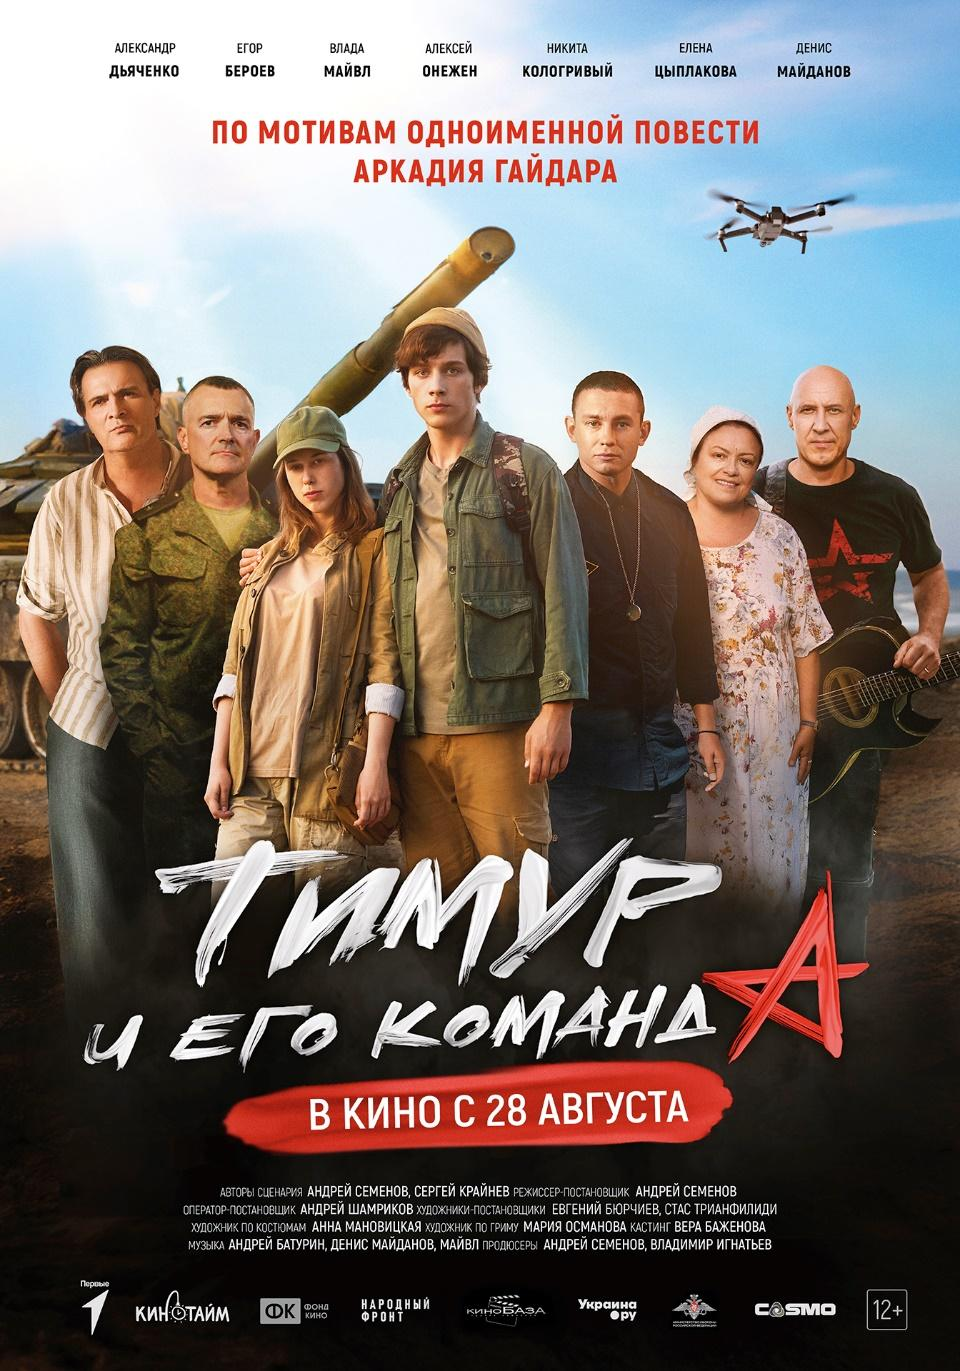 АЛЕКСАНДР ДЬЯЧЕНКО
ЕГОР БЕРОЕВ
ВЛАДА МАЙВЛ
АЛЕКСЕЙ ОНЕЖЕН
НИКИТА КОЛОГРИВЫЙ
ЕЛЕНА ЦЫПЛАКОВА
ДЕНИС МАЙДАНОВ
ПО МОТИВАМ ОДНОИМЕННОЙ ПОВЕСТИ
АРКАДИЯ ГАЙДАРА
ТИМУР
И ЕГО КОМАНДА
В КИНО С 28 АВГУСТА
АВТОРЫ СЦЕНАРИЯ АНДРЕЙ СЕМЕНОВ, СЕРГЕЙ КРАЙНЕВ РЕЖИССЕР-ПОСТАНОВЩИК АНДРЕЙ СЕМЕНОВ
ОПЕРАТОР-ПОСТАНОВЩИК АНДРЕЙ ШАМРИКОВ ХУДОЖНИКИ-ПОСТАНОВЩИКИ ЕВГЕНИЙ БЮРЧИЕВ, СТАС ТРИАНФИЛИДИ
ХУДОЖНИК ПО КОСТЮМАМ АННА МАНОВИЦКАЯ ХУДОЖНИК ПО ГРИМУ МАРИЯ ОСМАНОВА КАСТИНГ ВЕРА БАЖЕНОВА
МУЗЫКА АНДРЕЙ БАТУРИН, ДЕНИС МАЙДАНОВ, МАЙВЛ ПРОДЮСЕРЫ АНДРЕЙ СЕМЕНОВ, ВЛАДИМИР ИГНАТЬЕВ
Первые
КИНОТАЙМ
ФК ФОНД КИНО
НАРОДНЫЙ ФРОНТ
КИНОБАЗА
Украина.ру
МИНИСТЕРСТВО ОБОРОНЫ
РОССИЙСКОЙ ФЕДЕРАЦИИ
COSMO
12+